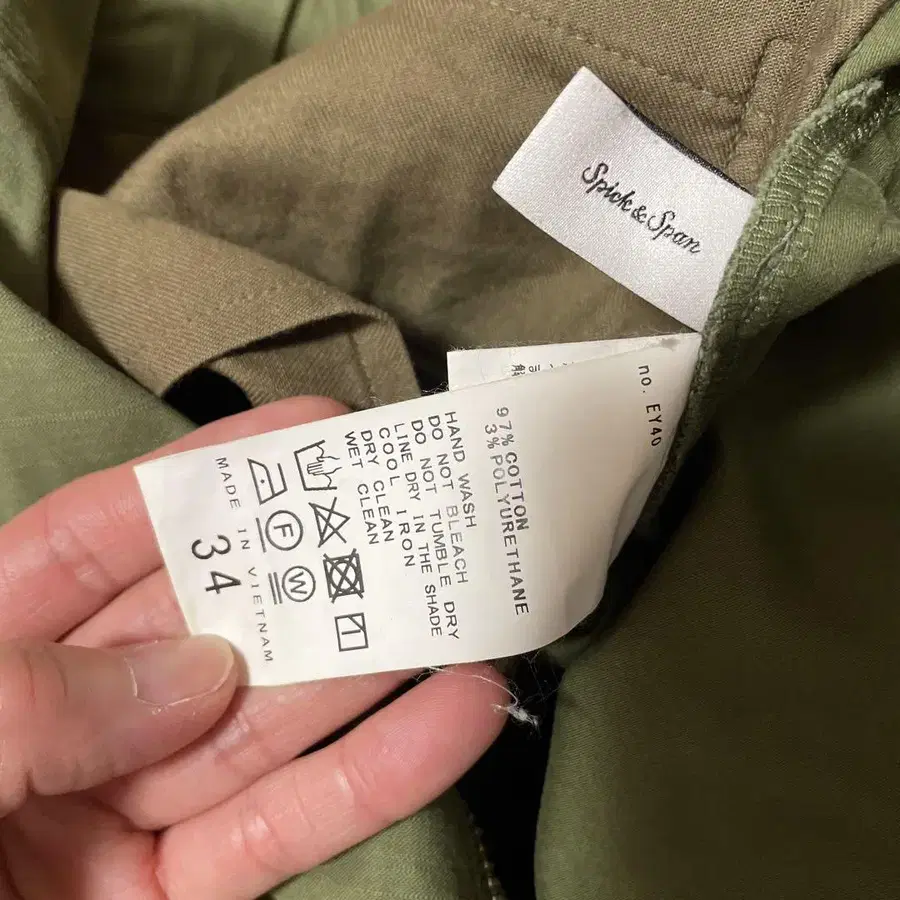 Spick & Span
no. EY40
97% COTTON
3% POLYURETHANE
HAND WASH
DO NOT BLEACH
DO NOT TUMBLE DRY
LINE DRY IN THE SHADE
COOL IRON
DRY CLEAN
WET CLEAN
F
W
34
MADE IN VIETNAM